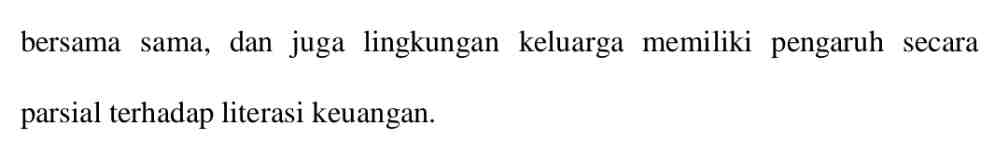 bersama sama, dan juga lingkungan keluarga memiliki pengaruh secara
parsial terhadap literasi keuangan.